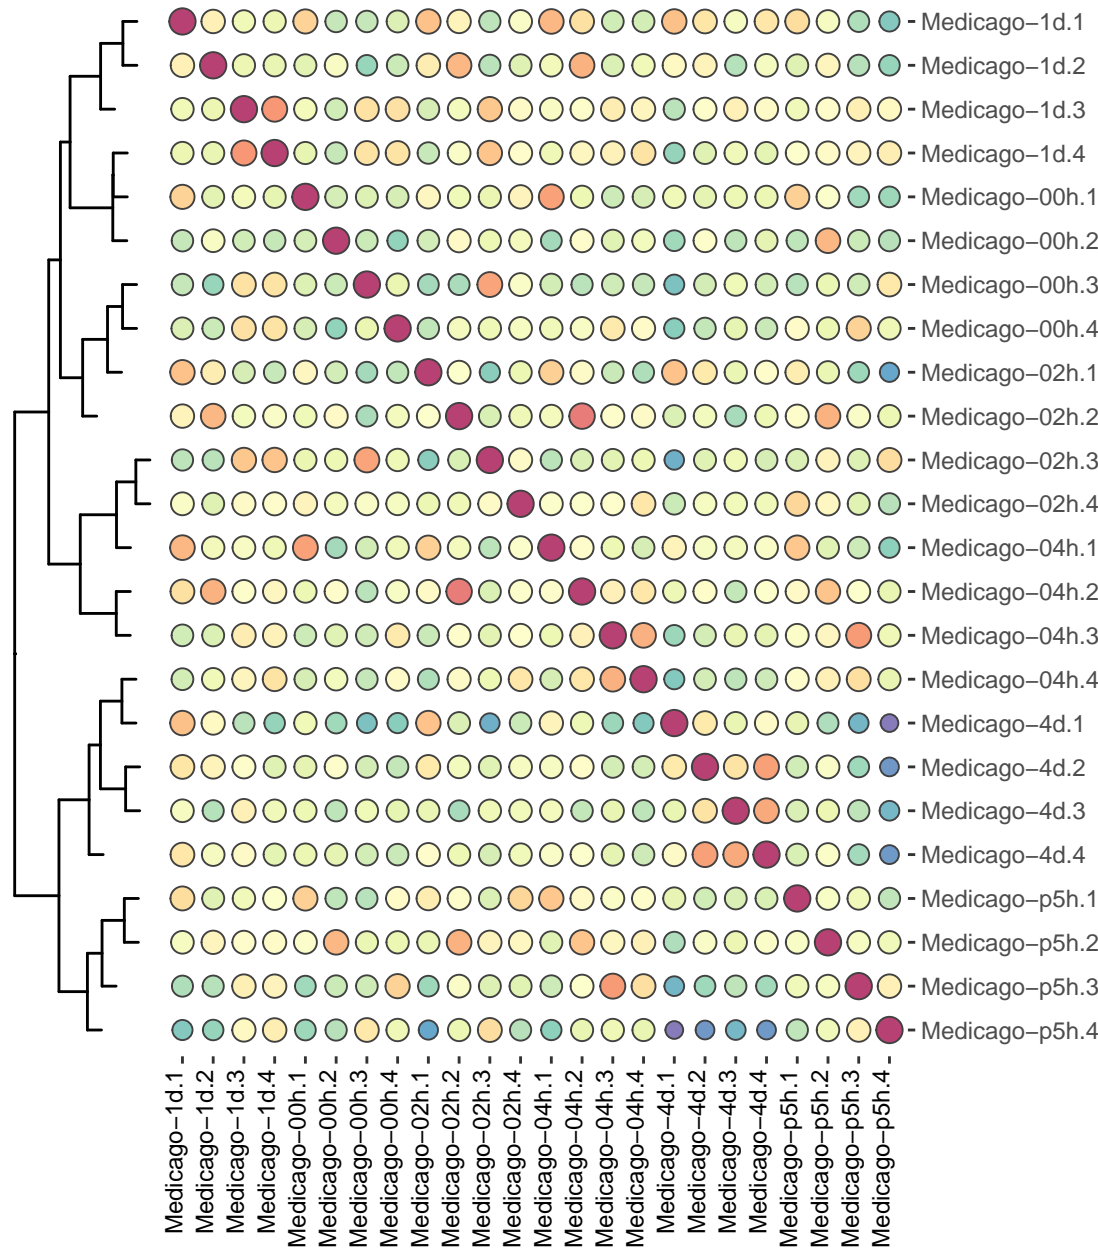 Medicago−1d.1
Medicago−1d.2
Medicago−1d.3
Medicago−1d.4
Medicago−00h.1
Medicago−00h.2
Medicago−00h.3
Medicago−00h.4
Medicago−02h.1
Medicago−02h.2
Medicago−02h.3
Medicago−02h.4
Medicago−04h.1
Medicago−04h.2
Medicago−04h.3
Medicago−04h.4
Medicago−4d.1
Medicago−4d.2
Medicago−4d.3
Medicago−4d.4
Medicago−p5h.1
Medicago−p5h.2
Medicago−p5h.3
Medicago−p5h.4
Medicago−1d.1
Medicago−1d.2
Medicago−1d.3
Medicago−1d.4
Medicago−00h.1
Medicago−00h.2
Medicago−00h.3
Medicago−00h.4
Medicago−02h.1
Medicago−02h.2
Medicago−02h.3
Medicago−02h.4
Medicago−04h.1
Medicago−04h.2
Medicago−04h.3
Medicago−04h.4
Medicago−4d.1
Medicago−4d.2
Medicago−4d.3
Medicago−4d.4
Medicago−p5h.1
Medicago−p5h.2
Medicago−p5h.3
Medicago−p5h.4